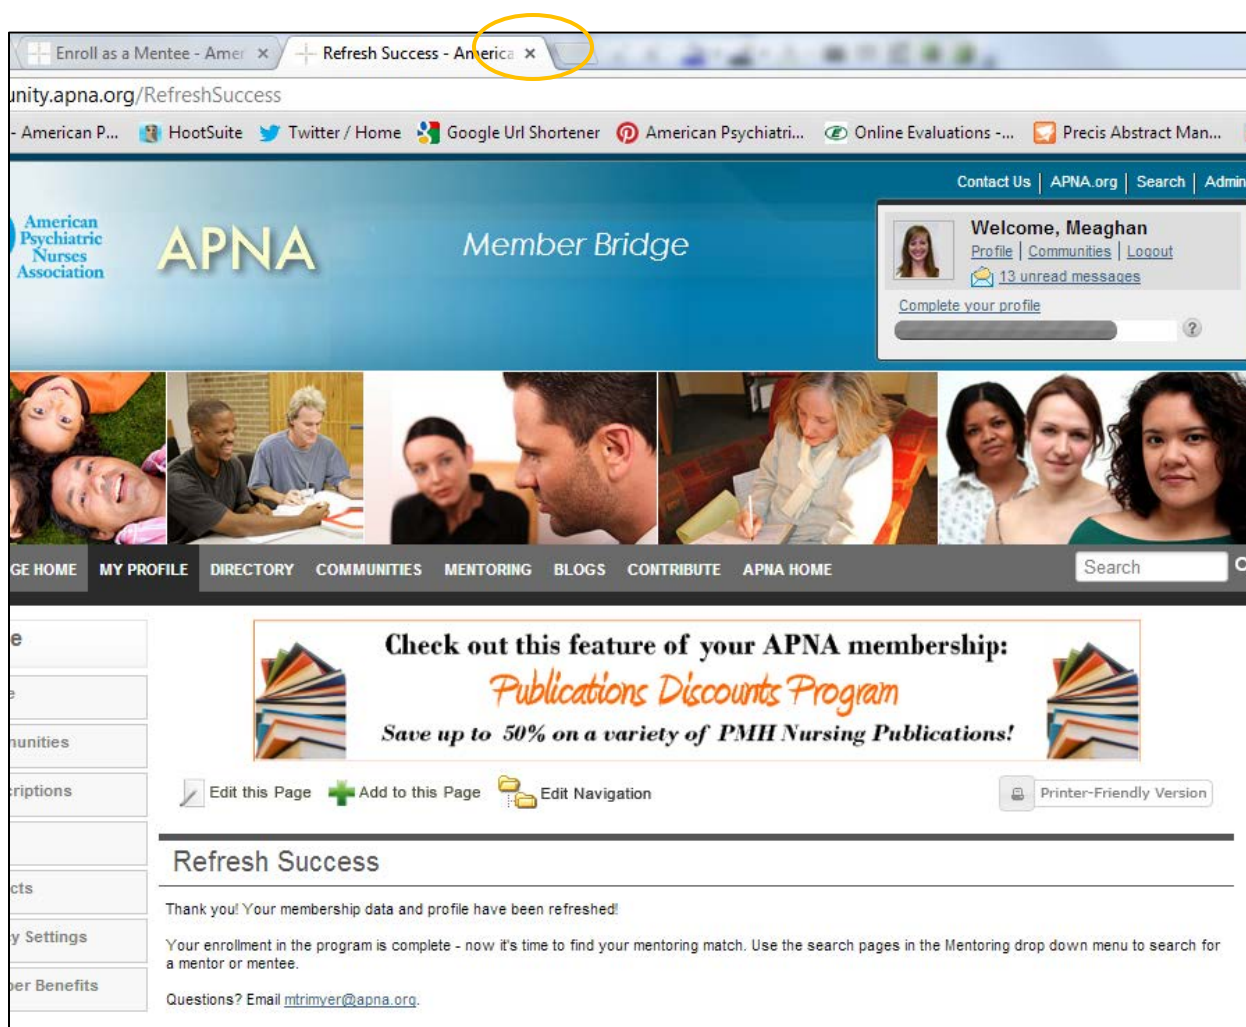 Enroll as a Mentee - Amer
Refresh Success - America
unity.apna.org/RefreshSuccess
- American P... HootSuite Twitter / Home Google Url Shortener American Psychiatri... Online Evaluations -... Precis Abstract Man...
Contact Us | APNA.org | Search | Admin
American
Psychiatric
Nurses
Association
APNA
Member Bridge
Welcome, Meaghan
Profile | Communities | Logout
13 unread messages
Complete your profile
?
GE HOME MY PROFILE DIRECTORY COMMUNITIES MENTORING BLOGS CONTRIBUTE APNA HOME
Search
e
e
nunities
criptions
cts
y Settings
er Benefits
Check out this feature of your APNA membership:
Publications Discounts Program
Save up to 50% on a variety of PMH Nursing Publications!
Edit this Page Add to this Page Edit Navigation
Printer-Friendly Version
Refresh Success
Thank you! Your membership data and profile have been refreshed!
Your enrollment in the program is complete - now it's time to find your mentoring match. Use the search pages in the Mentoring drop down menu to search for
a mentor or mentee.
Questions? Email mtrimyer@apna.org.